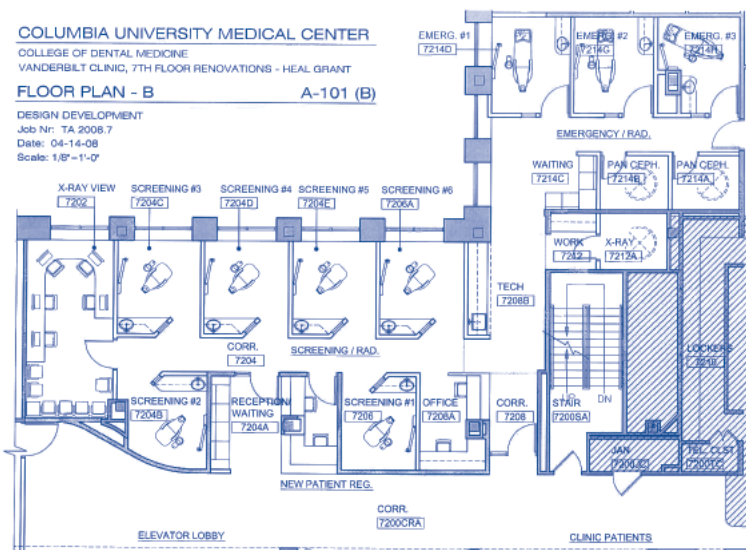 COLUMBIA UNIVERSITY MEDICAL CENTER
COLLEGE OF DENTAL MEDICINE
VANDERBILT CLINIC, 7TH FLOOR RENOVATIONS - HEAL GRANT
FLOOR PLAN - B A-101 (B)
DESIGN DEVELOPMENT
Job Nr: TA 2008.7
Date: 04-14-08
Scale: 1/8"=1'-0"
EMERG. #1
7214D
EMERG. #2
7214G
EMERG. #3
EMERGENCY / RAD.
WAITING
7214C
PAN CEPH.
7214B
PAN CEPH.
7214A
X-RAY VIEW
7202
SCREENING #3
7204C
SCREENING #4
7204D
SCREENING #5
7204E
SCREENING #6
7206A
WORK
7212
X-RAY
7212A
TECH
7208B
LOCKERS
CORR.
7204
SCREENING / RAD.
SCREENING #2
7204B
RECEPTION/
WAITING
7204A
SCREENING #1
7206
OFFICE
7208A
CORR.
7208
STAIR
7200SA
DN
JAN
TEL. CLST
NEW PATIENT REG.
CORR.
7200CRA
ELEVATOR LOBBY
CLINIC PATIENTS